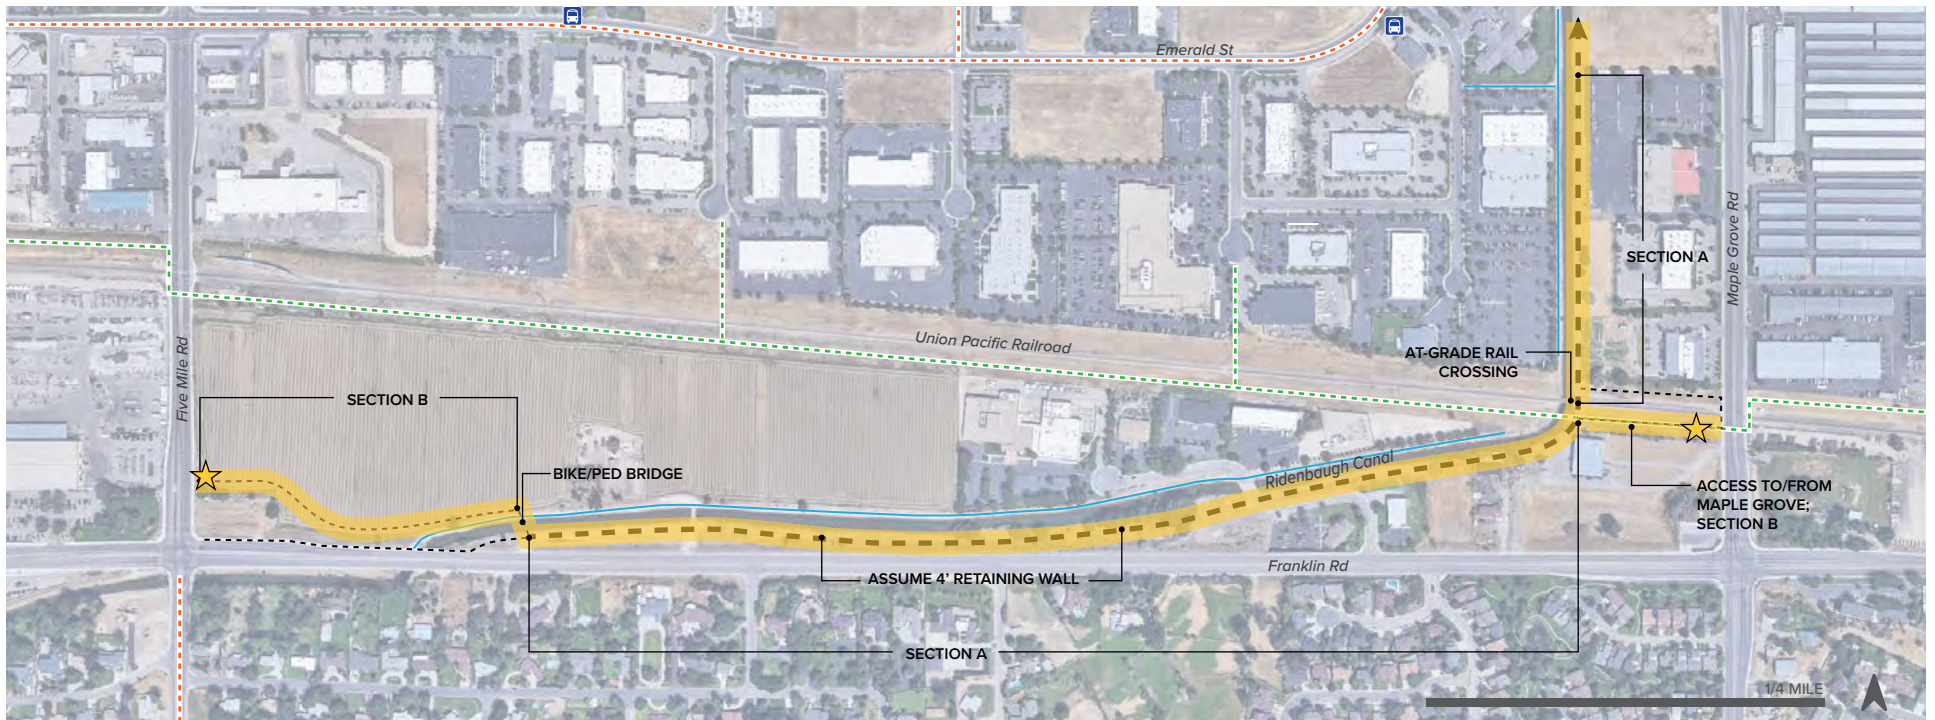 Emerald St
Maple Grove Rd
SECTION A
Union Pacific Railroad
Five Mile Rd
AT-GRADE RAIL
CROSSING
SECTION B
BIKE/PED BRIDGE
Ridenbaugh Canal
ACCESS TO/FROM
MAPLE GROVE;
SECTION B
Franklin Rd
ASSUME 4' RETAINING WALL
SECTION A
1/4 MILE